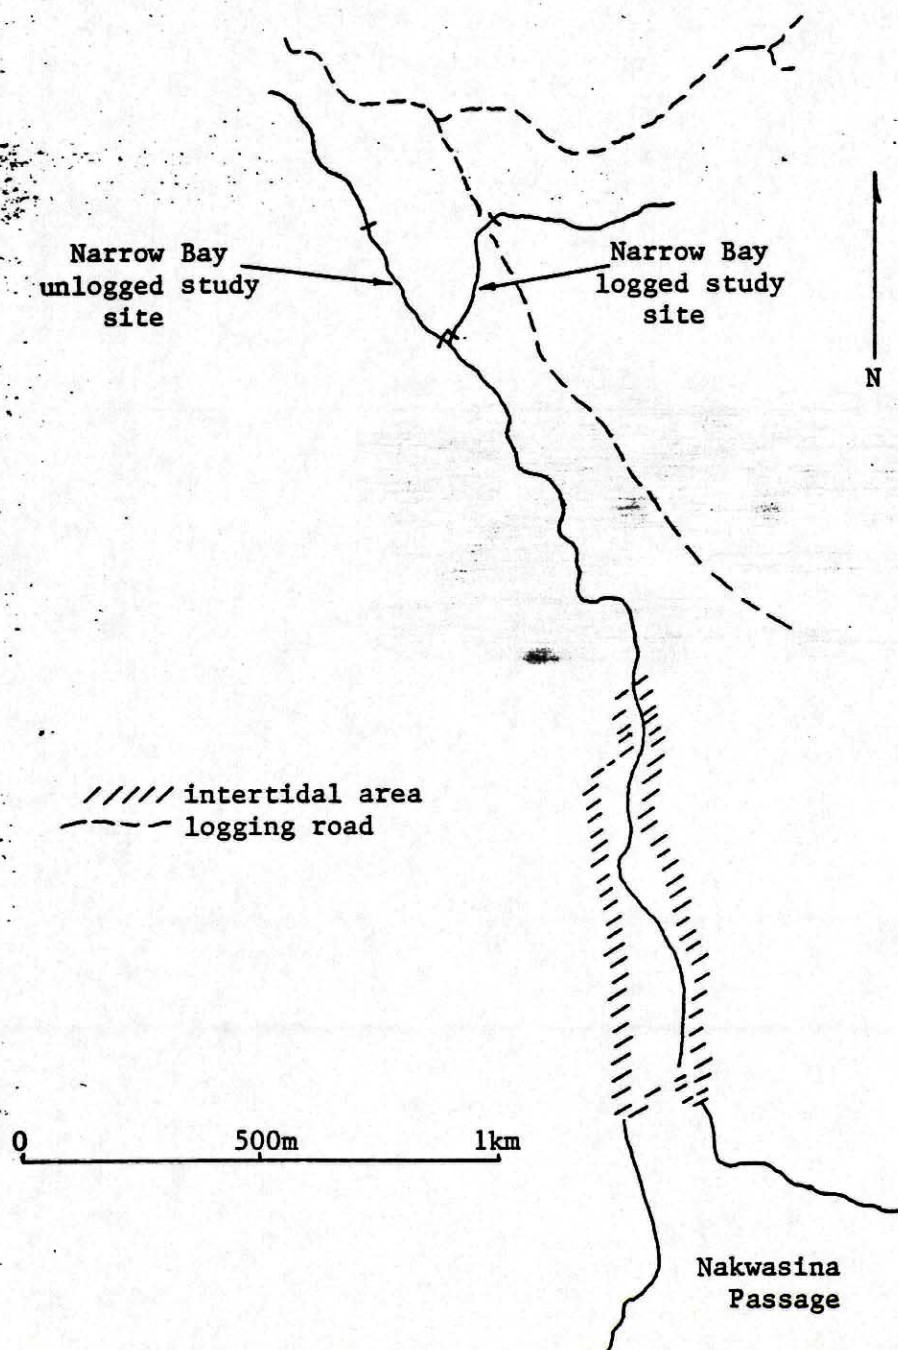 Narrow Bay
unlogged study
site
Narrow Bay
logged study
site
N
intertidal area
logging road
0 500m 1km
Nakwasina
Passage